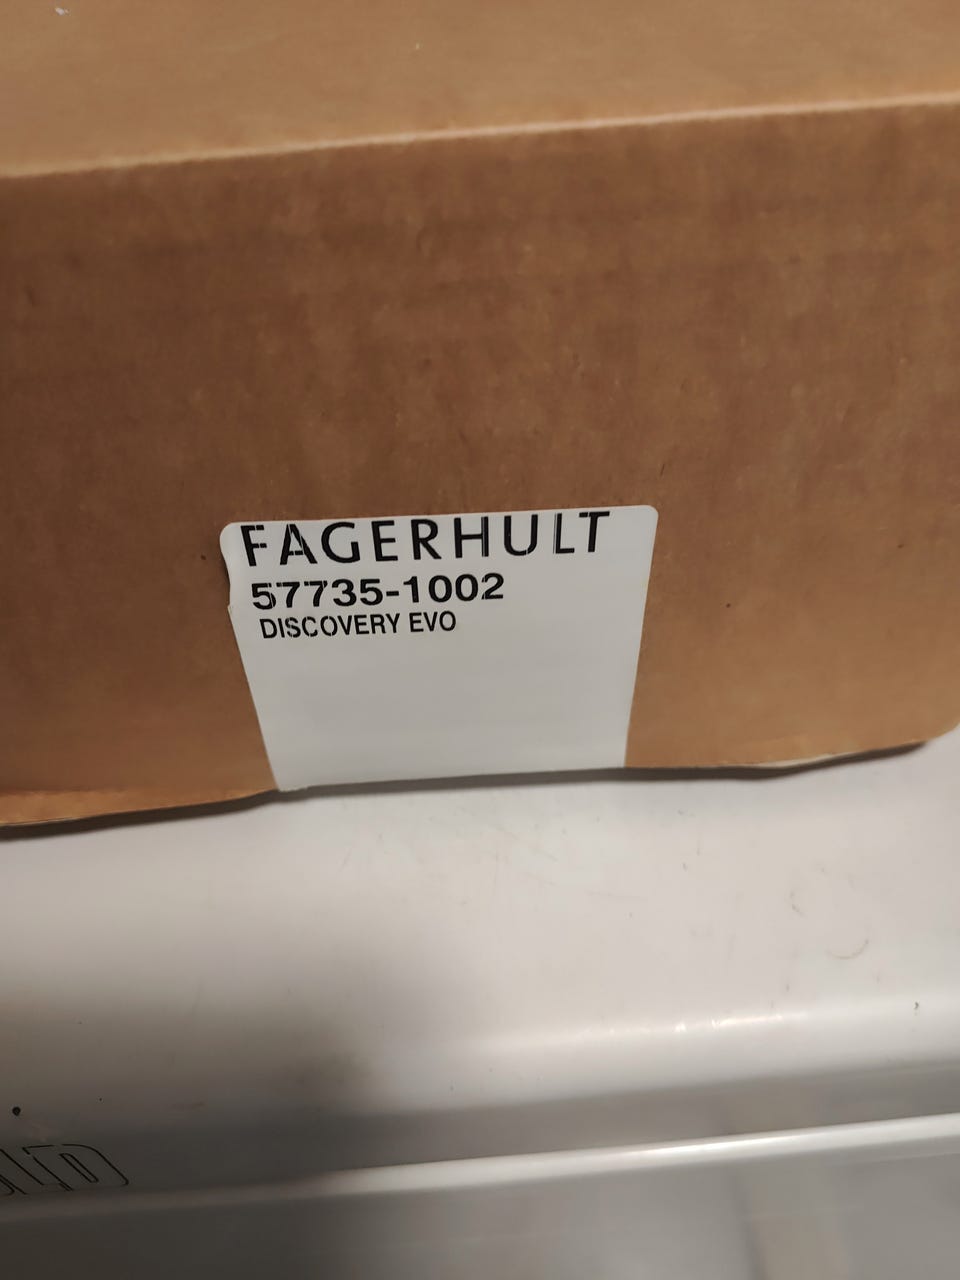 FAGERHULT
57735-1002
DISCOVERY EVO